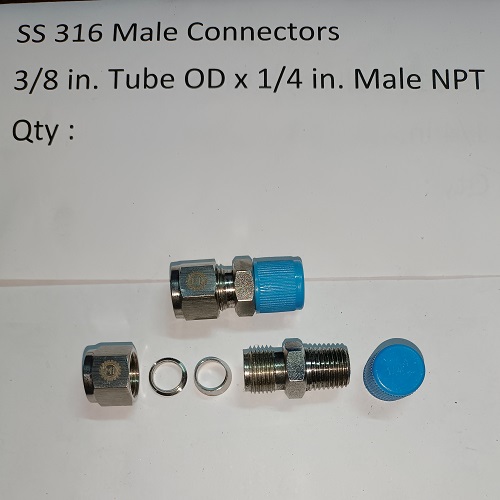 SS 316 Male Connectors
3/8 in. Tube OD x 1/4 in. Male NPT
Qty :